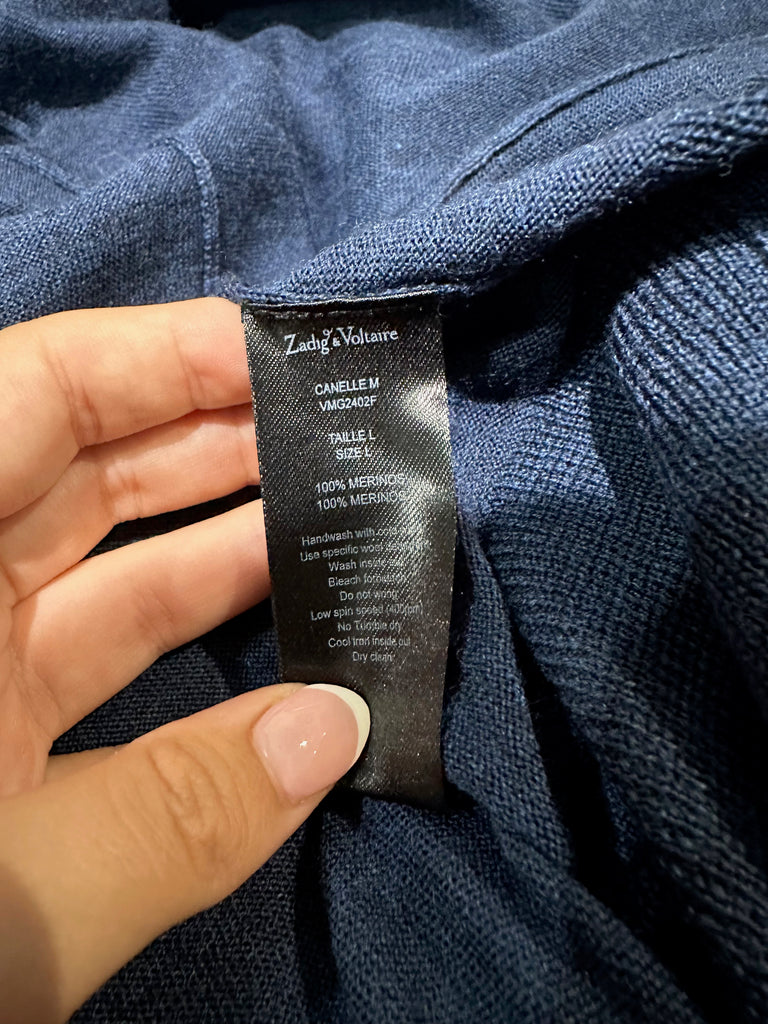 Zadig & Voltaire
CANELLE M
VMG2402F
TAILLE L
SIZE L
100% MERINOS
100% MERINOS
Handwash with cold
Use specific wool
Wash inside out
Bleach forbidden
Do not wring
Low spin speed (400rpm)
No Tumble dry
Cool iron inside out
Dry clean